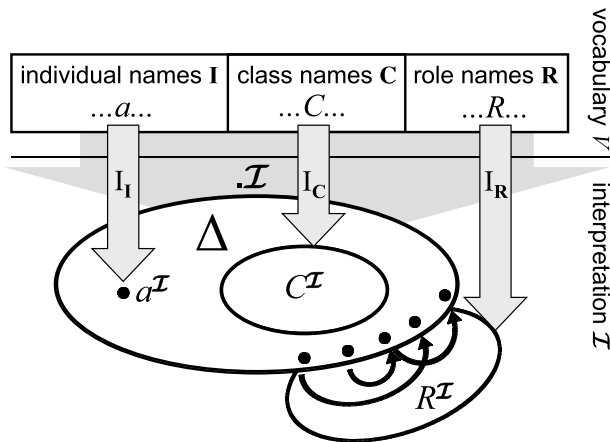 individual names I
class names C
role names R
...a...
...C...
...R...
vocabulary 𝒱
interpretation ℐ
.ℐ
I_I
I_C
I_R
Δ
a^ℐ
C^ℐ
R^ℐ